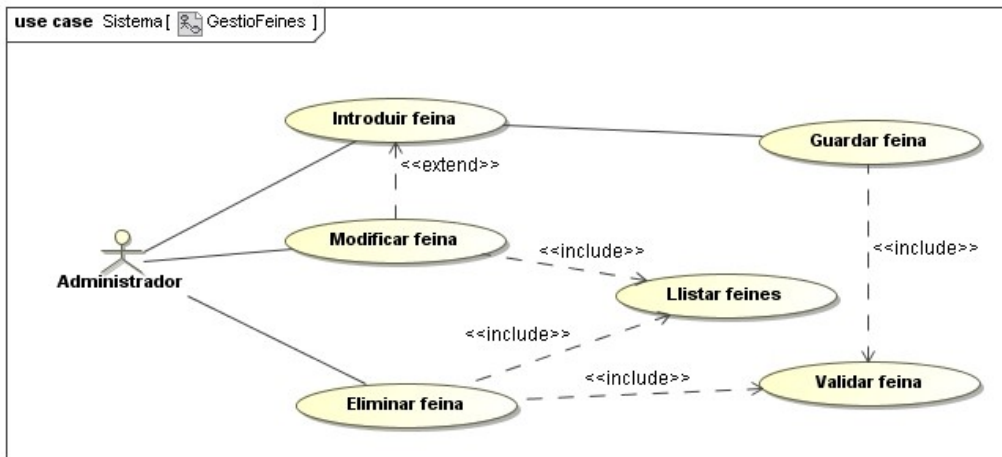 use case Sistema [ GestioFeines ]
Introduir feina
Guardar feina
<<extend>>
Modificar feina
<<include>>
<<include>>
Administrador
Llistar feines
<<include>>
<<include>>
Validar feina
Eliminar feina